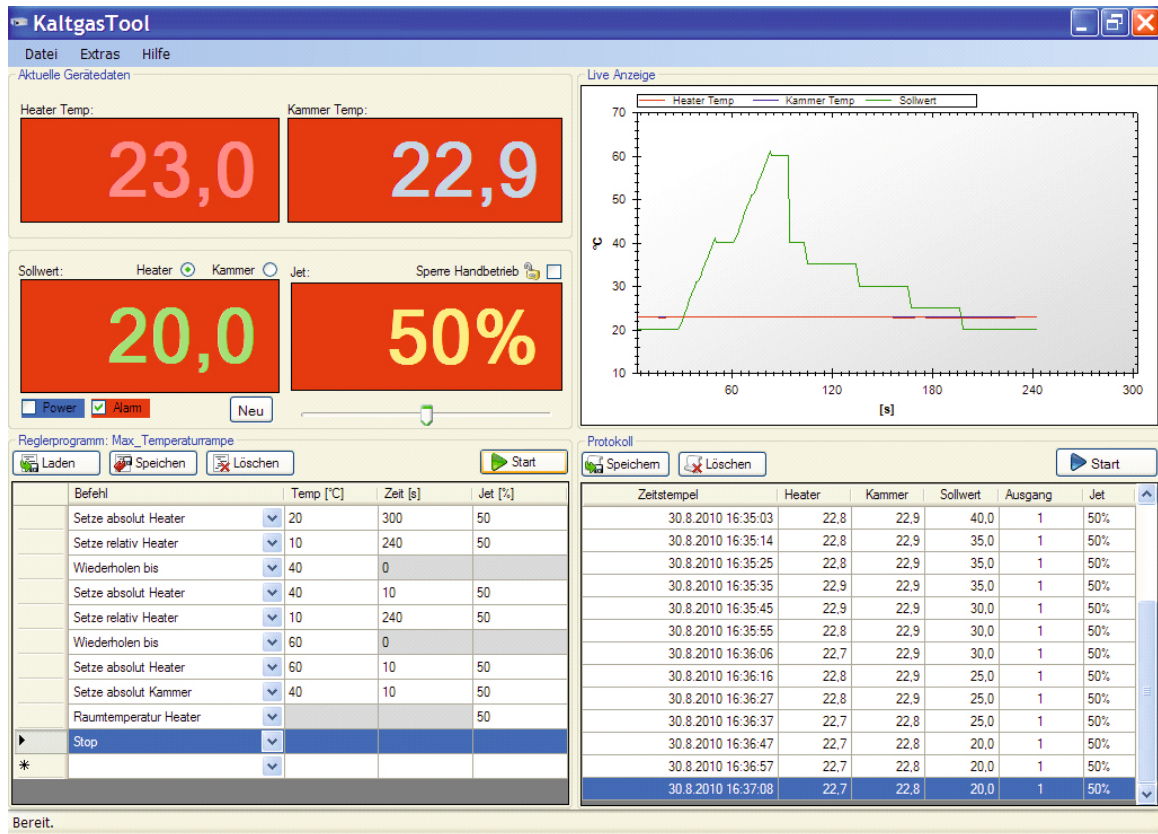 KaltgasTool
Datei Extras Hilfe
Aktuelle Gerätedaten
Heater Temp: Kammer Temp:
23,0 22,9
Sollwert: Heater Kammer Jet: Sperre Handbetrieb
20,0 50%
Power Alarm Neu
Live Anzeige
Heater Temp Kammer Temp Sollwert
70
60
50
40
30
20
10
°C
60 120 180 240 300
[s]
Reglerprogramm: Max_Temperaturrampe
Laden Speichen Löschen Start
Befehl Temp [°C] Zeit [s] Jet [%]
Setze absolut Heater 20 300 50
Setze relativ Heater 10 240 50
Wiederholen bis 40 0
Setze absolut Heater 40 10 50
Setze relativ Heater 10 240 50
Wiederholen bis 60 0
Setze absolut Heater 60 10 50
Setze absolut Kammer 40 10 50
Raumtemperatur Heater 50
Stop
Protokoll
Speichern Löschen Start
Zeitstempel Heater Kammer Sollwert Ausgang Jet
30.8.2010 16:35:03 22,8 22,9 40,0 1 50%
30.8.2010 16:35:14 22,8 22,9 35,0 1 50%
30.8.2010 16:35:25 22,8 22,9 35,0 1 50%
30.8.2010 16:35:35 22,9 22,9 35,0 1 50%
30.8.2010 16:35:45 22,9 22,9 30,0 1 50%
30.8.2010 16:35:55 22,8 22,9 30,0 1 50%
30.8.2010 16:36:06 22,7 22,9 30,0 1 50%
30.8.2010 16:36:16 22,8 22,9 25,0 1 50%
30.8.2010 16:36:27 22,8 22,9 25,0 1 50%
30.8.2010 16:36:37 22,7 22,8 25,0 1 50%
30.8.2010 16:36:47 22,7 22,8 20,0 1 50%
30.8.2010 16:36:57 22,7 22,8 20,0 1 50%
30.8.2010 16:37:08 22,7 22,8 20,0 1 50%
Bereit.